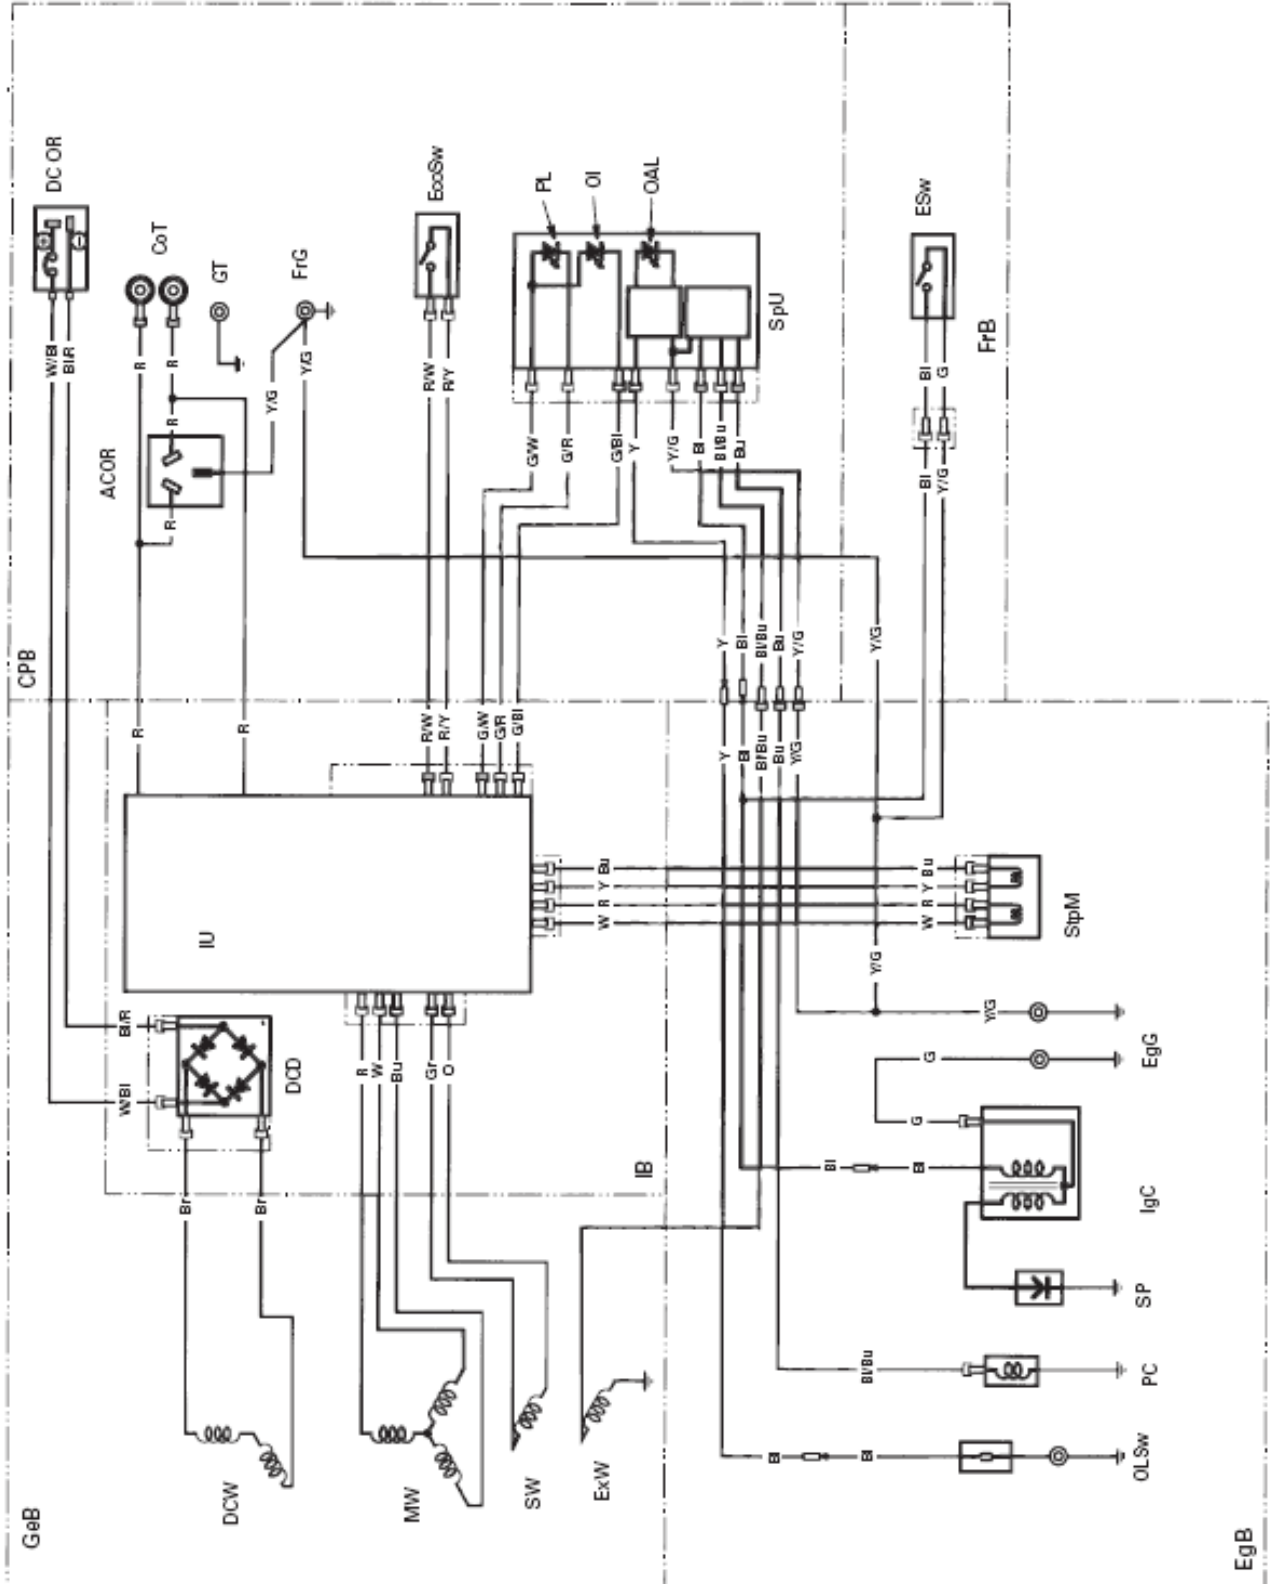 DC OR
CoT
GT
FrG
EcoSw
PL
OI
OAL
SpU
ESw
FrB
ACOR
CPB
W/Bl
Bl/R
R
R
R
R
Y/G
Y/G
R/W
R/Y
G/W
G/R
G/Bl
Y
Y/G
Bl
Bl/Bu
Bu
Bl
G
Bl
Y/G
R
R
R/W
R/Y
G/W
G/R
G/Bl
Y
Bl
Bl/Bu
Bu
Y/G
Y/G
Y
Bl
Bl/Bu
Bu
Y/G
IU
Bu
Y
R
W
Bu
Y
R
W
StpM
Y/G
Bl/R
W/Bl
DCD
R
W
Bu
Gr
O
Y/G
G
EgG
G
Bl
Bl
IgC
IB
Br
Br
SP
Bl/Bu
PC
Bl
Bl
OLSw
DCW
MW
SW
ExW
GeB
EgB